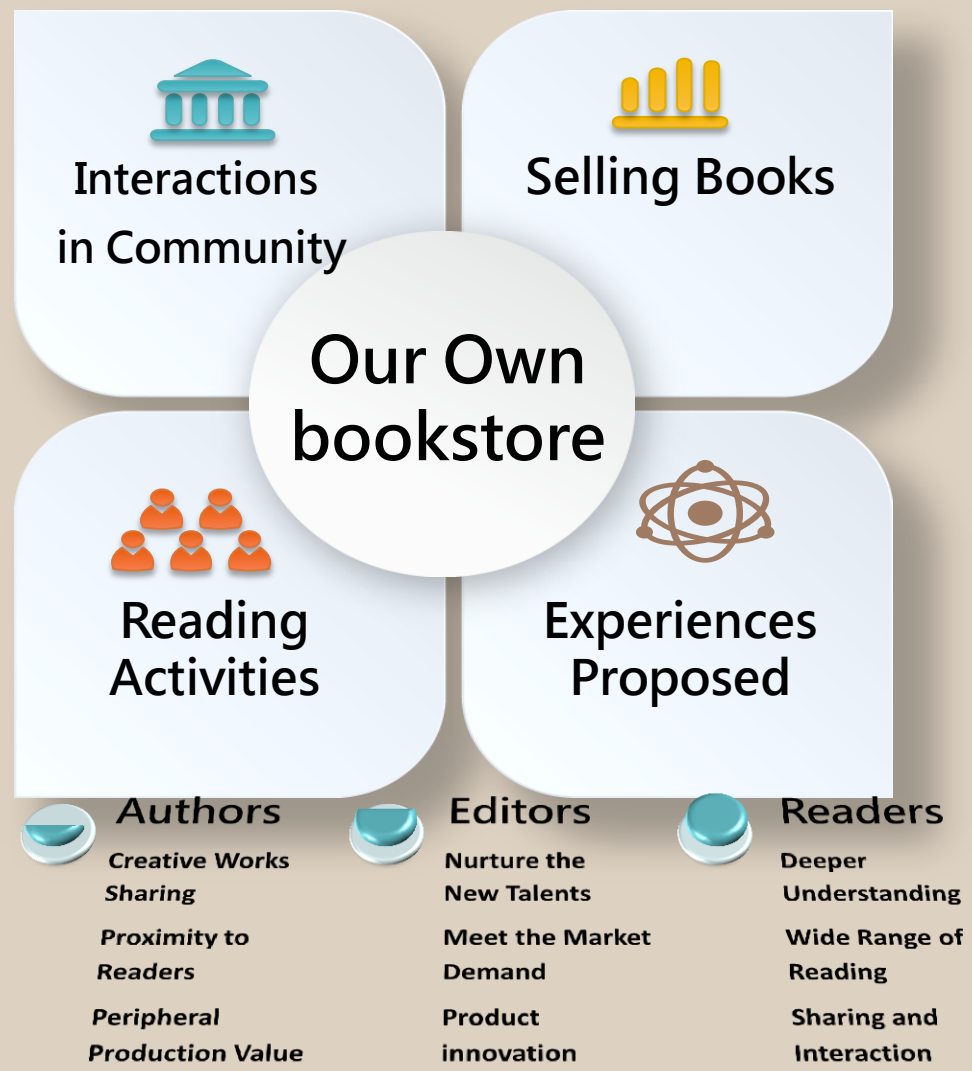 Interactions
in Community
Selling Books
Our Own
bookstore
Reading
Activities
Experiences
Proposed
Authors
Creative Works
Sharing
Proximity to
Readers
Peripheral
Production Value
Editors
Nurture the
New Talents
Meet the Market
Demand
Product
innovation
Readers
Deeper
Understanding
Wide Range of
Reading
Sharing and
Interaction